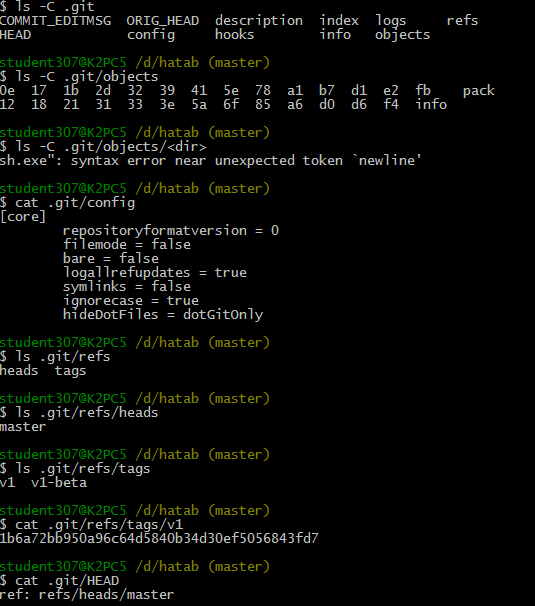 $ ls -C .git
COMMIT_EDITMSG  ORIG_HEAD  description  index  logs     refs
HEAD            config     hooks        info   objects

student307@K2PC5 /d/hatab (master)
$ ls -C .git/objects
0e  17  1b  2d  32  39  41  5e  78  a1  b7  d1  e2  fb    pack
12  18  21  31  33  3e  5a  6f  85  a6  d0  d6  f4  info

student307@K2PC5 /d/hatab (master)
$ ls -C .git/objects/<dir>
sh.exe": syntax error near unexpected token `newline'

student307@K2PC5 /d/hatab (master)
$ cat .git/config
[core]
        repositoryformatversion = 0
        filemode = false
        bare = false
        logallrefupdates = true
        symlinks = false
        ignorecase = true
        hideDotFiles = dotGitOnly

student307@K2PC5 /d/hatab (master)
$ ls .git/refs
heads  tags

student307@K2PC5 /d/hatab (master)
$ ls .git/refs/heads
master

student307@K2PC5 /d/hatab (master)
$ ls .git/refs/tags
v1  v1-beta

student307@K2PC5 /d/hatab (master)
$ cat .git/refs/tags/v1
1b6a72bb950a96c64d5840b34d30ef5056843fd7

student307@K2PC5 /d/hatab (master)
$ cat .git/HEAD
ref: refs/heads/master